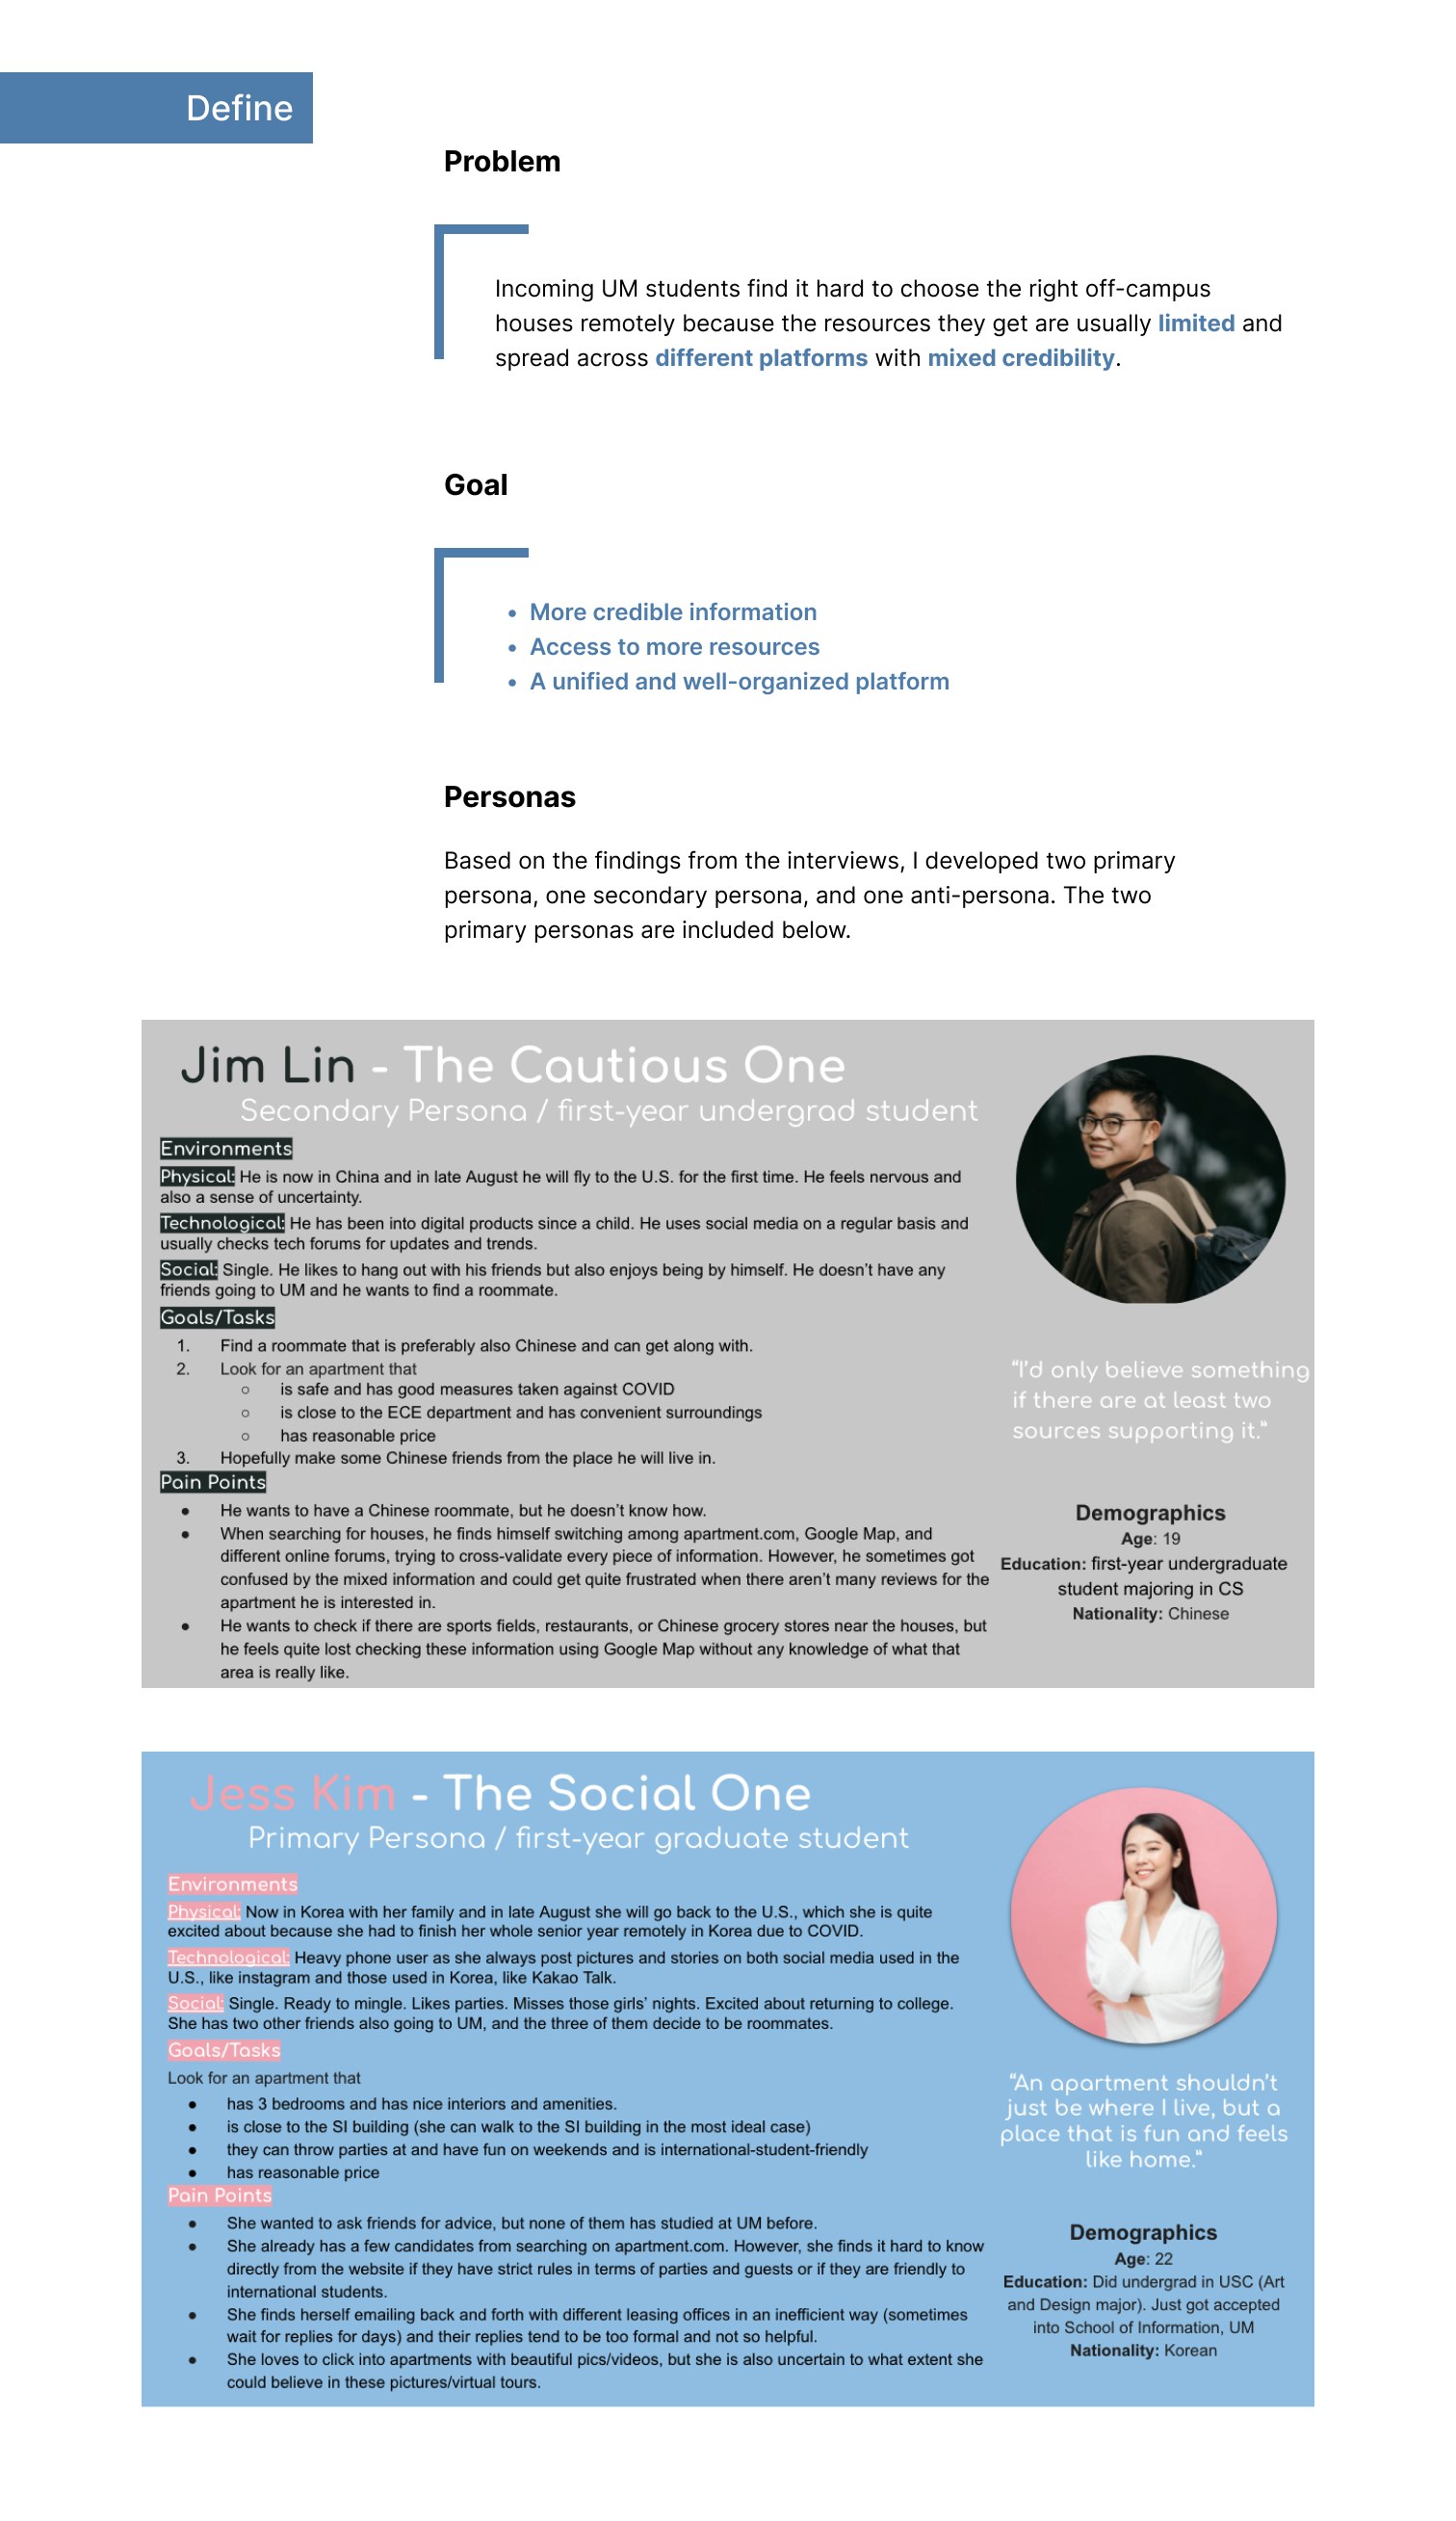 Define
Problem
Incoming UM students find it hard to choose the right off-campus
houses remotely because the resources they get are usually limited and
spread across different platforms with mixed credibility.
Goal
• More credible information
• Access to more resources
• A unified and well-organized platform
Personas
Based on the findings from the interviews, I developed two primary
persona, one secondary persona, and one anti-persona. The two
primary personas are included below.
Jim Lin - The Cautious One
Secondary Persona / first-year undergrad student
Environments
Physical: He is now in China and in late August he will fly to the U.S. for the first time. He feels nervous and
also a sense of uncertainty.
Technological: He has been into digital products since a child. He uses social media on a regular basis and
usually checks tech forums for updates and trends.
Social: Single. He likes to hang out with his friends but also enjoys being by himself. He doesn't have any
friends going to UM and he wants to find a roommate.
Goals/Tasks
1. Find a roommate that is preferably also Chinese and can get along with.
2. Look for an apartment that
○ is safe and has good measures taken against COVID
○ is close to the ECE department and has convenient surroundings
○ has reasonable price
3. Hopefully make some Chinese friends from the place he will live in.
Pain Points
● He wants to have a Chinese roommate, but he doesn't know how.
● When searching for houses, he finds himself switching among apartment.com, Google Map, and
different online forums, trying to cross-validate every piece of information. However, he sometimes got
confused by the mixed information and could get quite frustrated when there aren't many reviews for the
apartment he is interested in.
● He wants to check if there are sports fields, restaurants, or Chinese grocery stores near the houses, but
he feels quite lost checking these information using Google Map without any knowledge of what that
area is really like.
“I'd only believe something
if there are at least two
sources supporting it.”
Demographics
Age: 19
Education: first-year undergraduate
student majoring in CS
Nationality: Chinese
Jess Kim - The Social One
Primary Persona / first-year graduate student
Environments
Physical: Now in Korea with her family and in late August she will go back to the U.S., which she is quite
excited about because she had to finish her whole senior year remotely in Korea due to COVID.
Technological: Heavy phone user as she always post pictures and stories on both social media used in the
U.S., like instagram and those used in Korea, like Kakao Talk.
Social: Single. Ready to mingle. Likes parties. Misses those girls' nights. Excited about returning to college.
She has two other friends also going to UM, and the three of them decide to be roommates.
Goals/Tasks
Look for an apartment that
● has 3 bedrooms and has nice interiors and amenities.
● is close to the SI building (she can walk to the SI building in the most ideal case)
● they can throw parties at and have fun on weekends and is international-student-friendly
● has reasonable price
Pain Points
● She wanted to ask friends for advice, but none of them has studied at UM before.
● She already has a few candidates from searching on apartment.com. However, she finds it hard to know
directly from the website if they have strict rules in terms of parties and guests or if they are friendly to
international students.
● She finds herself emailing back and forth with different leasing offices in an inefficient way (sometimes
wait for replies for days) and their replies tend to be too formal and not so helpful.
● She loves to click into apartments with beautiful pics/videos, but she is also uncertain to what extent she
could believe in these pictures/virtual tours.
“An apartment shouldn't
just be where I live, but a
place that is fun and feels
like home.”
Demographics
Age: 22
Education: Did undergrad in USC (Art
and Design major). Just got accepted
into School of Information, UM
Nationality: Korean